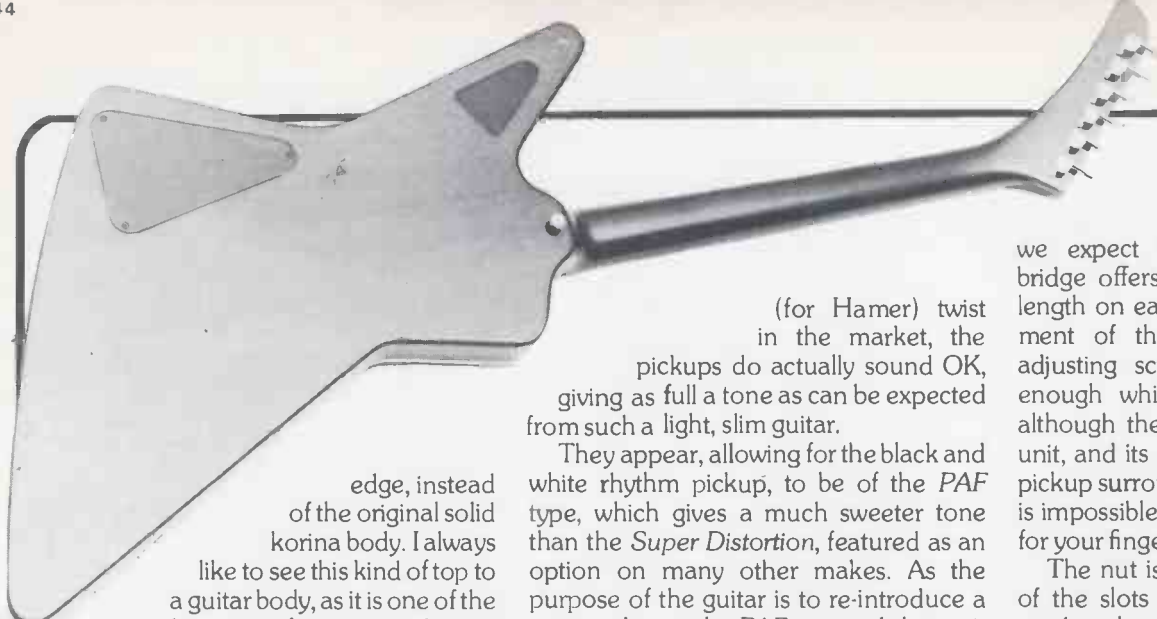 44
edge, instead
of the original solid
korina body. I always
like to see this kind of top to
a guitar body, as it is one of the
(for Hamer) twist
in the market, the
pickups do actually sound OK,
giving as full a tone as can be expected
from such a light, slim guitar.
They appear, allowing for the black and
white rhythm pickup, to be of the PAF
type, which gives a much sweeter tone
than the Super Distortion, featured as an
option on many other makes. As the
purpose of the guitar is to re-introduce a
we expect
bridge offers
length on ea
ment of th
adjusting sc
enough whi
although the
unit, and its
pickup surro
is impossible
for your finge
The nut is
of the slots